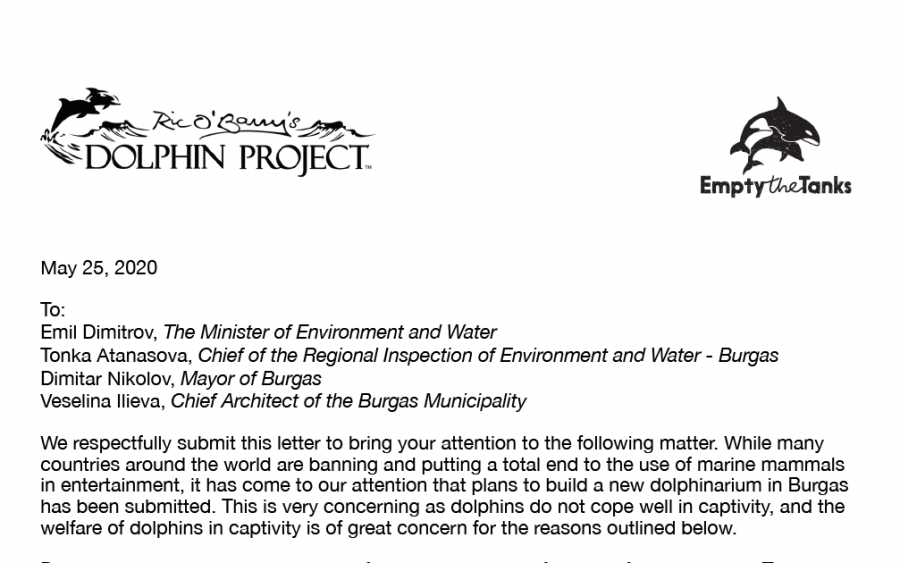 Ric O'Barry's
DOLPHIN PROJECT™
Empty the Tanks
May 25, 2020
To:
Emil Dimitrov, The Minister of Environment and Water
Tonka Atanasova, Chief of the Regional Inspection of Environment and Water - Burgas
Dimitar Nikolov, Mayor of Burgas
Veselina Ilieva, Chief Architect of the Burgas Municipality
We respectfully submit this letter to bring your attention to the following matter. While many
countries around the world are banning and putting a total end to the use of marine mammals
in entertainment, it has come to our attention that plans to build a new dolphinarium in Burgas
has been submitted. This is very concerning as dolphins do not cope well in captivity, and the
welfare of dolphins in captivity is of great concern for the reasons outlined below.